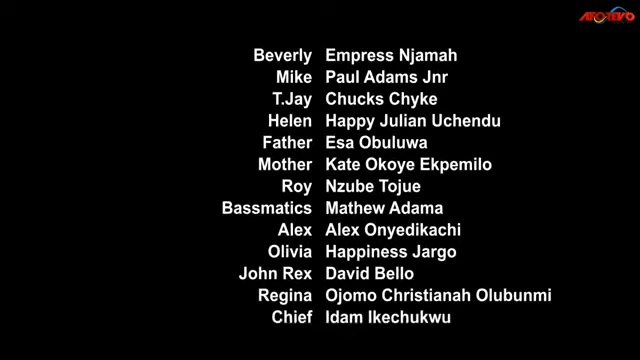 AFOREVO
Beverly Empress Njamah
Mike Paul Adams Jnr
T.Jay Chucks Chyke
Helen Happy Julian Uchendu
Father Esa Obuluwa
Mother Kate Okoye Ekpemilo
Roy Nzube Tojue
Bassmatics Mathew Adama
Alex Alex Onyedikachi
Olivia Happiness Jargo
John Rex David Bello
Regina Ojomo Christianah Olubunmi
Chief Idam Ikechukwu